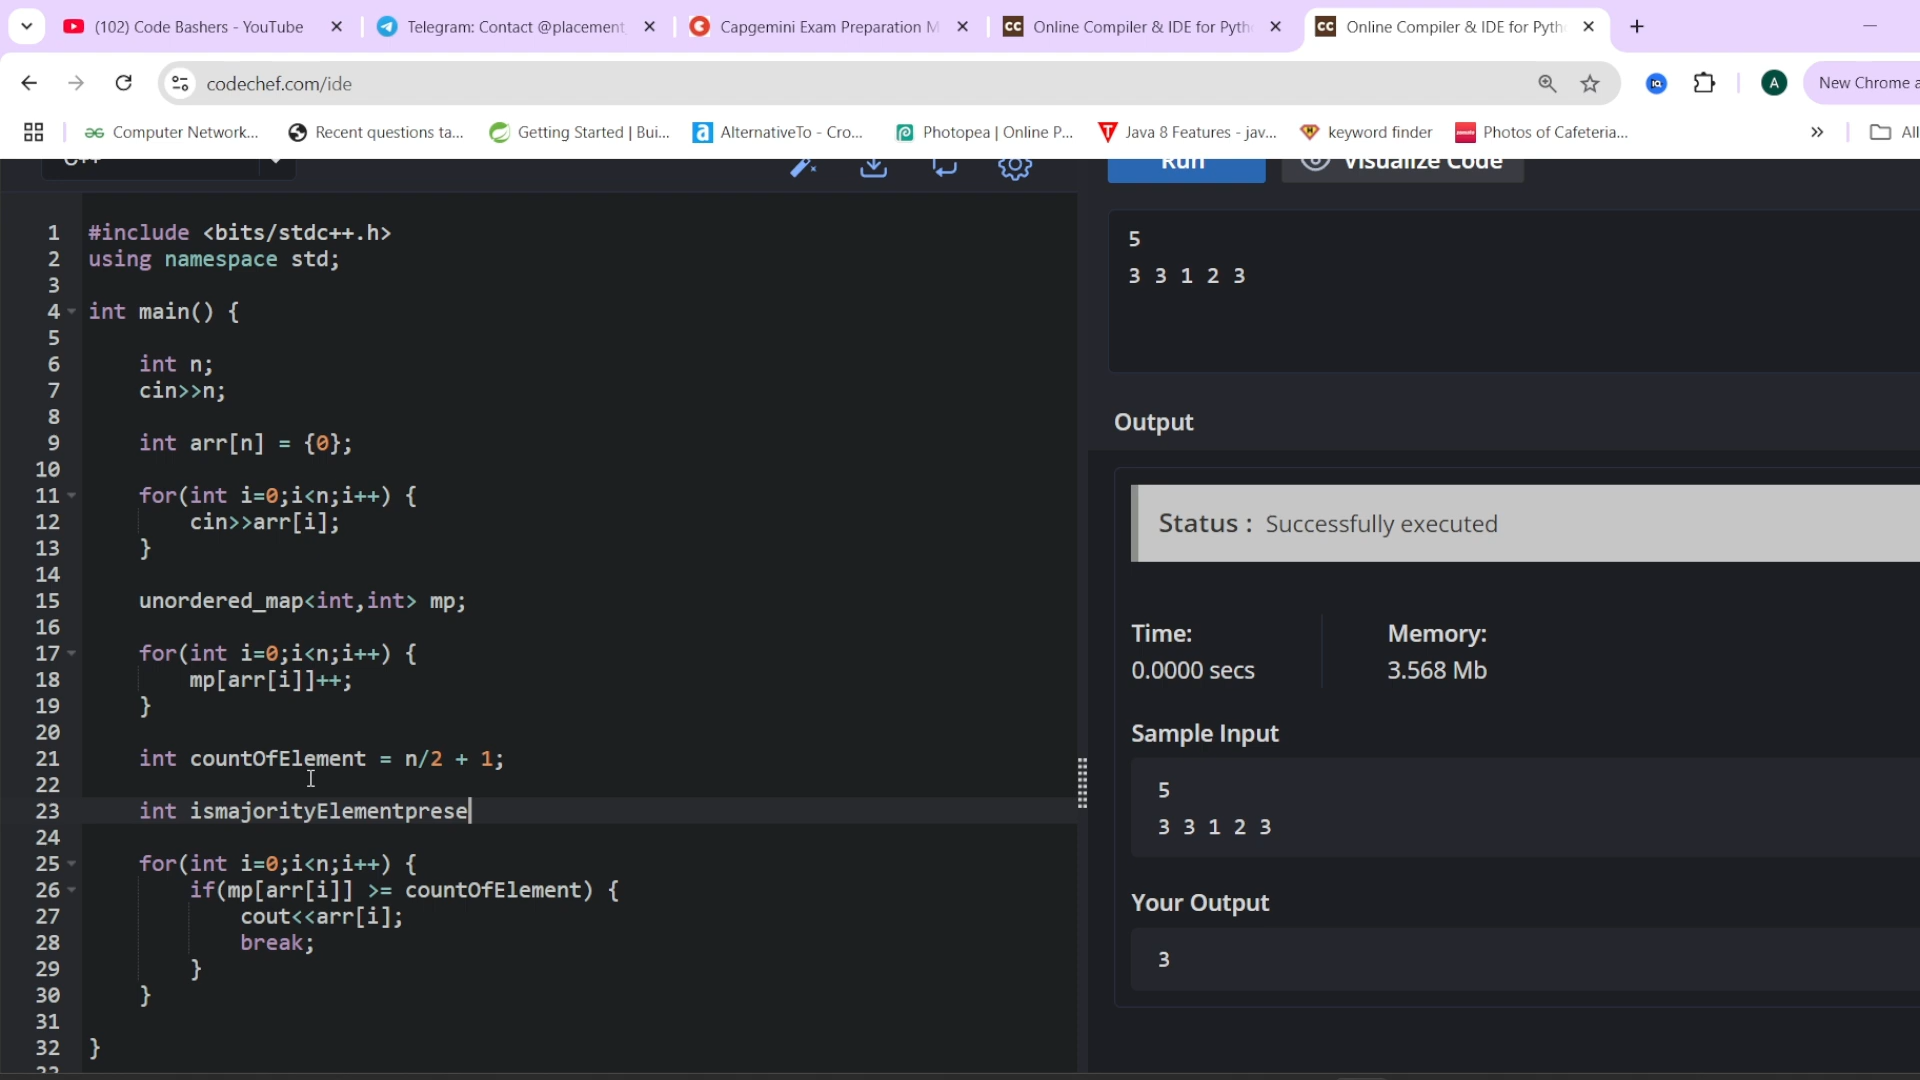 (102) Code Bashers - YouTube
Telegram: Contact @placement
Capgemini Exam Preparation M
CC Online Compiler & IDE for Pyth
CC Online Compiler & IDE for Pyth
codechef.com/ide
A
New Chrome a
Computer Network...
Recent questions ta...
Getting Started | Bui...
AlternativeTo - Cro...
Photopea | Online P...
Java 8 Features - jav...
keyword finder
Photos of Cafeteria...
All
C++
Run
Visualize Code
1 #include <bits/stdc++.h>
2 using namespace std;
3
4 int main() {
5
6 int n;
7 cin>>n;
8
9 int arr[n] = {0};
10
11 for(int i=0;i<n;i++) {
12 cin>>arr[i];
13 }
14
15 unordered_map<int,int> mp;
16
17 for(int i=0;i<n;i++) {
18 mp[arr[i]]++;
19 }
20
21 int countOfElement = n/2 + 1;
22
23 int ismajorityElementprese
24
25 for(int i=0;i<n;i++) {
26 if(mp[arr[i]] >= countOfElement) {
27 cout<<arr[i];
28 break;
29 }
30 }
31
32 }
5
3 3 1 2 3
Output
Status : Successfully executed
Time:
0.0000 secs
Memory:
3.568 Mb
Sample Input
5
3 3 1 2 3
Your Output
3